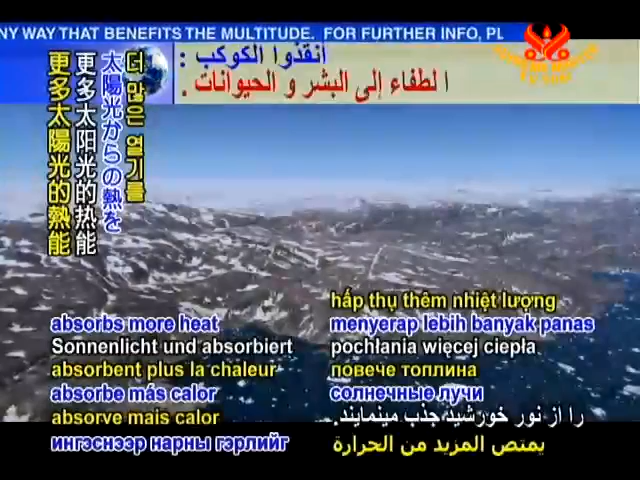 NY WAY THAT BENEFITS THE MULTITUDE. FOR FURTHER INFO, PL
أنقذوا الكوكب :
الطفاء إلى البشر و الحيوانات .
더 많은 열기를
太陽光からの熱を
更多太阳光的热能
更多太陽光的熱能
absorbs more heat
Sonnenlicht und absorbiert
absorbent plus la chaleur
absorbe más calor
absorve mais calor
ингэснээр нарны гэрлийг
hấp thụ thêm nhiệt lượng
menyerap lebih banyak panas
pochłania więcej ciepła
повече топлина
солнечные лучи
را از نور خورشید جذب مینمایند.
يمتص المزيد من الحرارة